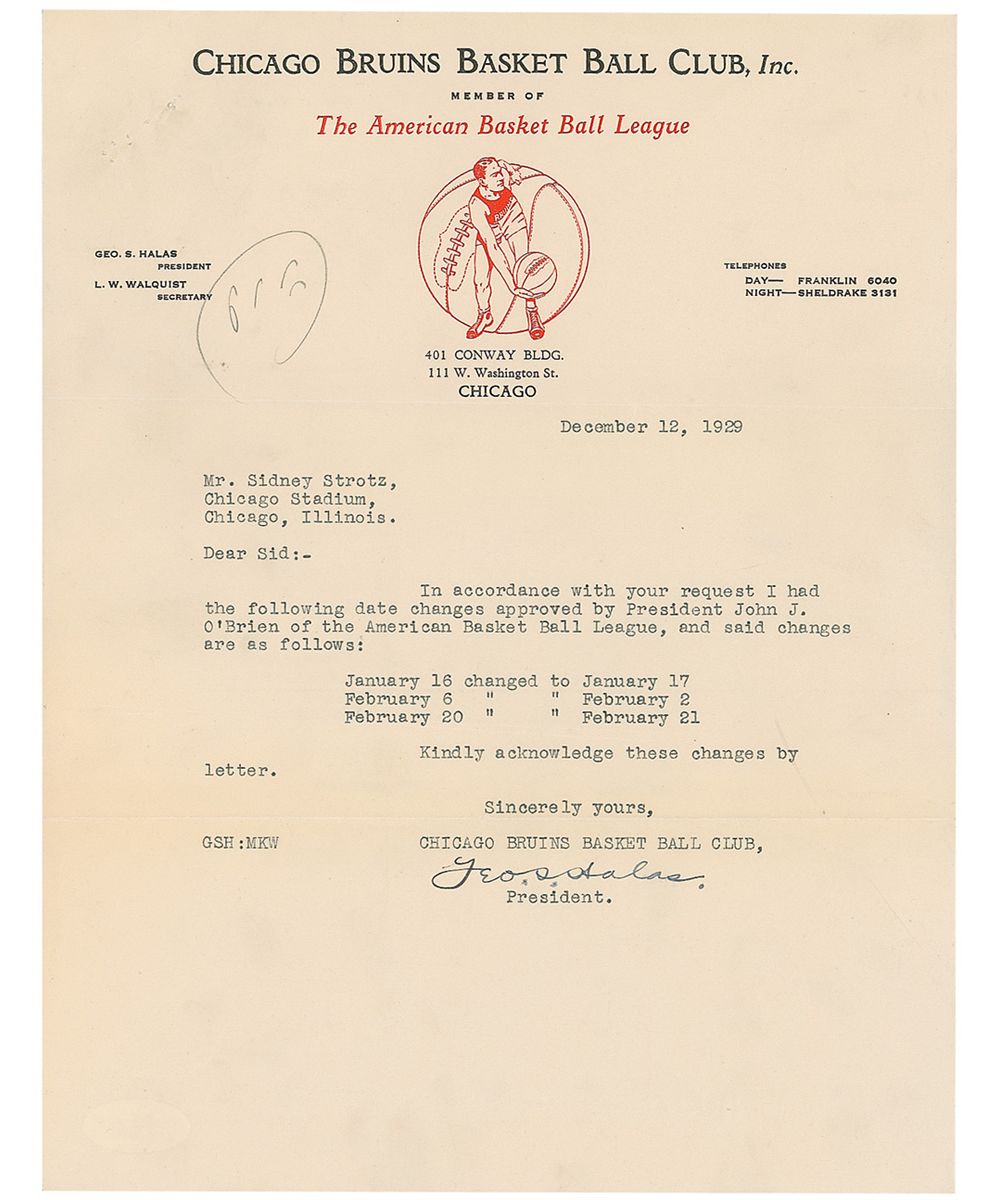 CHICAGO BRUINS BASKET BALL CLUB, Inc.
MEMBER OF
The American Basket Ball League
GEO. S. HALAS
PRESIDENT
L. W. WALQUIST
SECRETARY
TELEPHONES
DAY— FRANKLIN 6040
NIGHT—SHELDRAKE 3131
401 CONWAY BLDG.
111 W. Washington St.
CHICAGO
December 12, 1929
Mr. Sidney Strotz,
Chicago Stadium,
Chicago, Illinois.
Dear Sid:-
In accordance with your request I had
the following date changes approved by President John J.
O'Brien of the American Basket Ball League, and said changes
are as follows:
January 16 changed to January 17
February 6 " " February 2
February 20 " " February 21
Kindly acknowledge these changes by
letter.
Sincerely yours,
GSH:MKW CHICAGO BRUINS BASKET BALL CLUB,
Geo. S. Halas.
President.